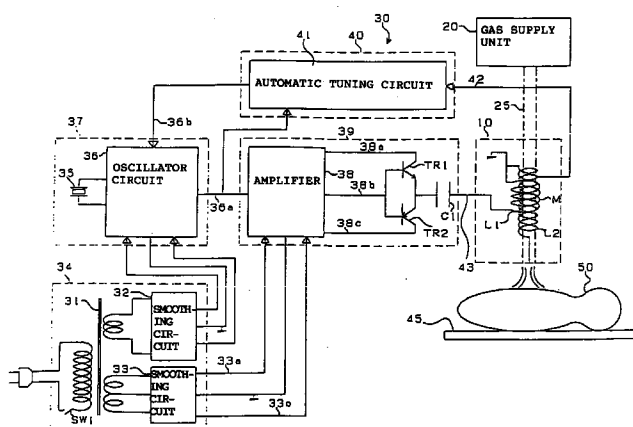 30
20
40
41
GAS SUPPLY
UNIT
AUTOMATIC TUNING CIRCUIT
42
25
36b
37
39
10
36
OSCILLATOR
CIRCUIT
35
38a
38
TR1
AMPLIFIER
38b
M
36a
C1
L1
L2
38c
TR2
43
34
50
31
32
SMOOTH
ING
CIR-
CUIT
45
33
33a
SMOOTH-
ING
CIR-
CUIT
SW1
33c